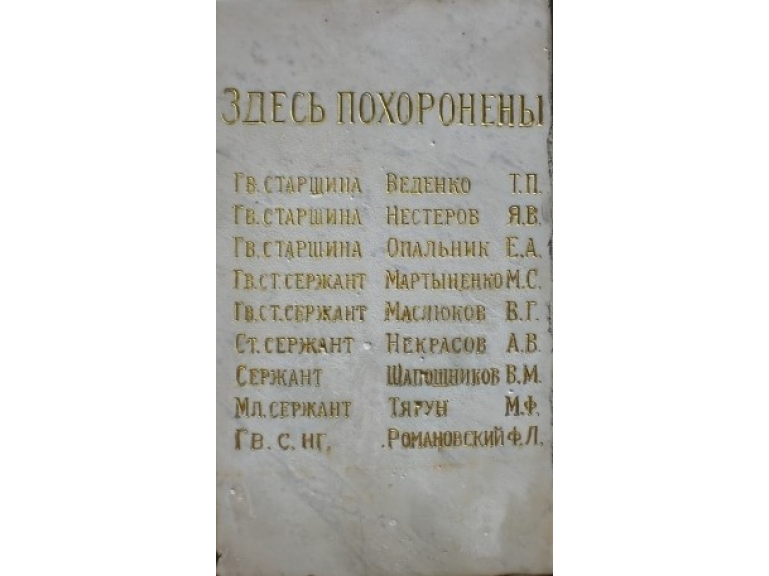 ЗДЕСЬ ПОХОРОНЕНЫ
ГВ. СТАРШИНА ВЕДЕНКО Т.П.
ГВ. СТАРШИНА НЕСТЕРОВ Я.В.
ГВ. СТАРШИНА ОПАЛЬНИК Е.А.
ГВ. СТ. СЕРЖАНТ МАРТЫНЕНКО М.С.
ГВ. СТ. СЕРЖАНТ МАСЛЮКОВ В.Г.
СТ. СЕРЖАНТ НЕКРАСОВ А.В.
СЕРЖАНТ ШАПОШНИКОВ В.М.
МЛ. СЕРЖАНТ ТЯГУН М.Ф.
ГВ. С. НГ. РОМАНОВСКИЙ Ф.Л.